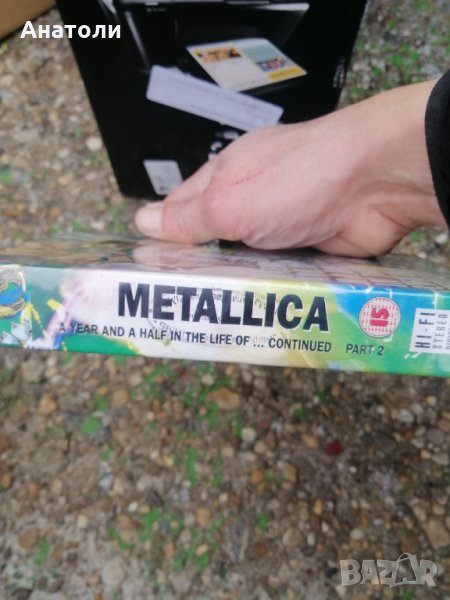 Анатоли
METALLICA
A YEAR AND A HALF IN THE LIFE OF ... CONTINUED PART 2
15
HI-FI
STEREO
BAZAR